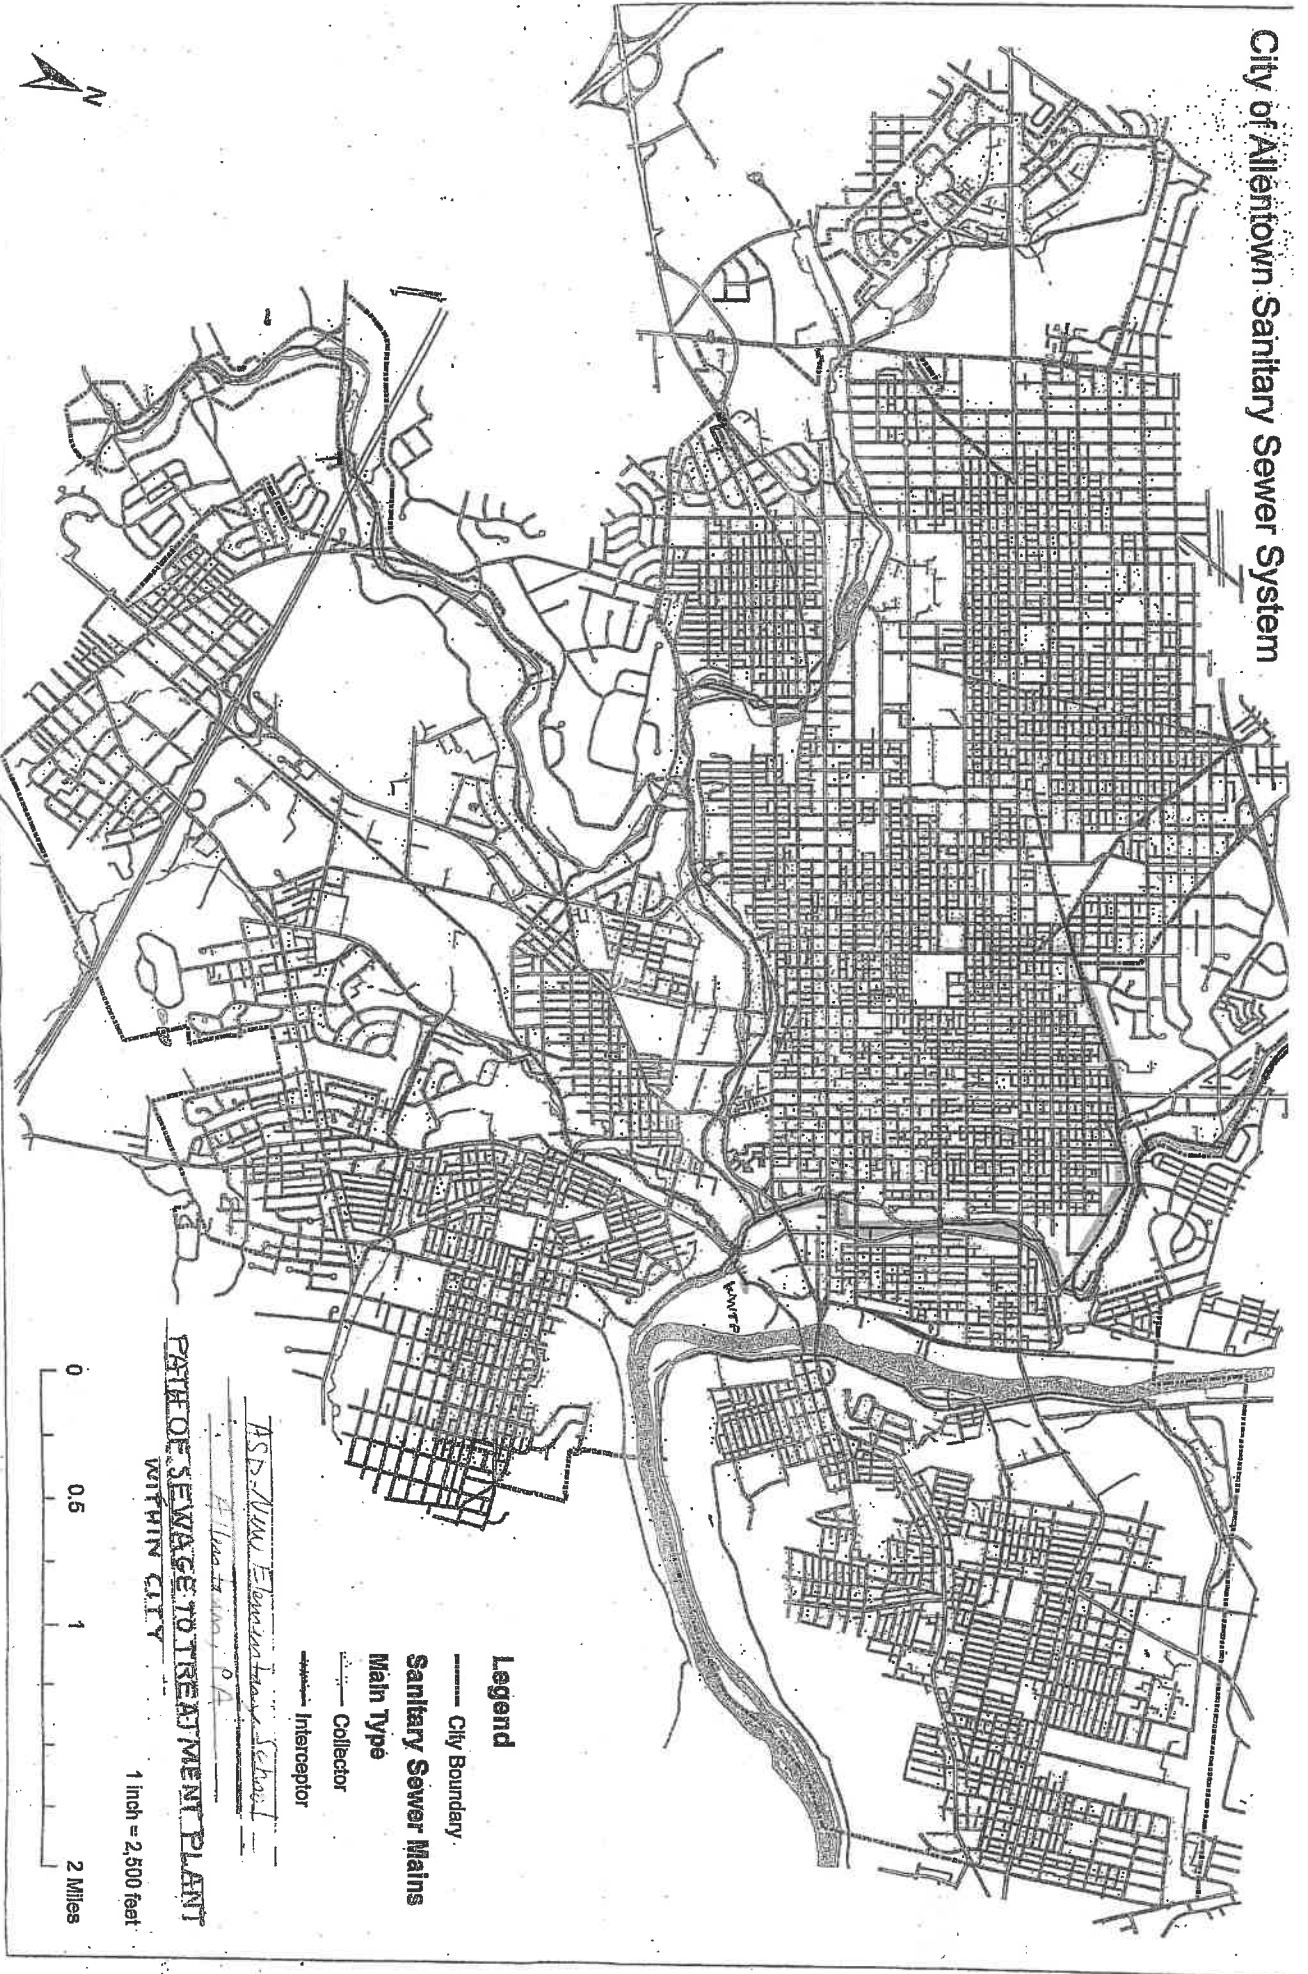 City of Allentown Sanitary Sewer System
N
WWTP
Legend
City Boundary
Sanitary Sewer Mains
Main Type
Collector
Interceptor
ASD-New Elementary School
Allentown, PA
PATH OF SEWAGE TO TREATMENT PLANT
WITHIN CITY
1 inch = 2,500 feet
0 0.5 1 2 Miles